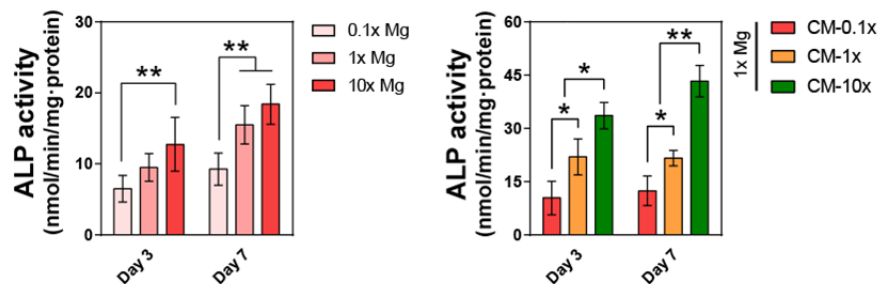 ALP activity
(nmol/min/mg·protein)
30
20
10
0
**
**
Day 3
Day 7
0.1x Mg
1x Mg
10x Mg
ALP activity
(nmol/min/mg·protein)
60
45
30
15
0
*
*
*
**
Day 3
Day 7
1x Mg
CM-0.1x
CM-1x
CM-10x